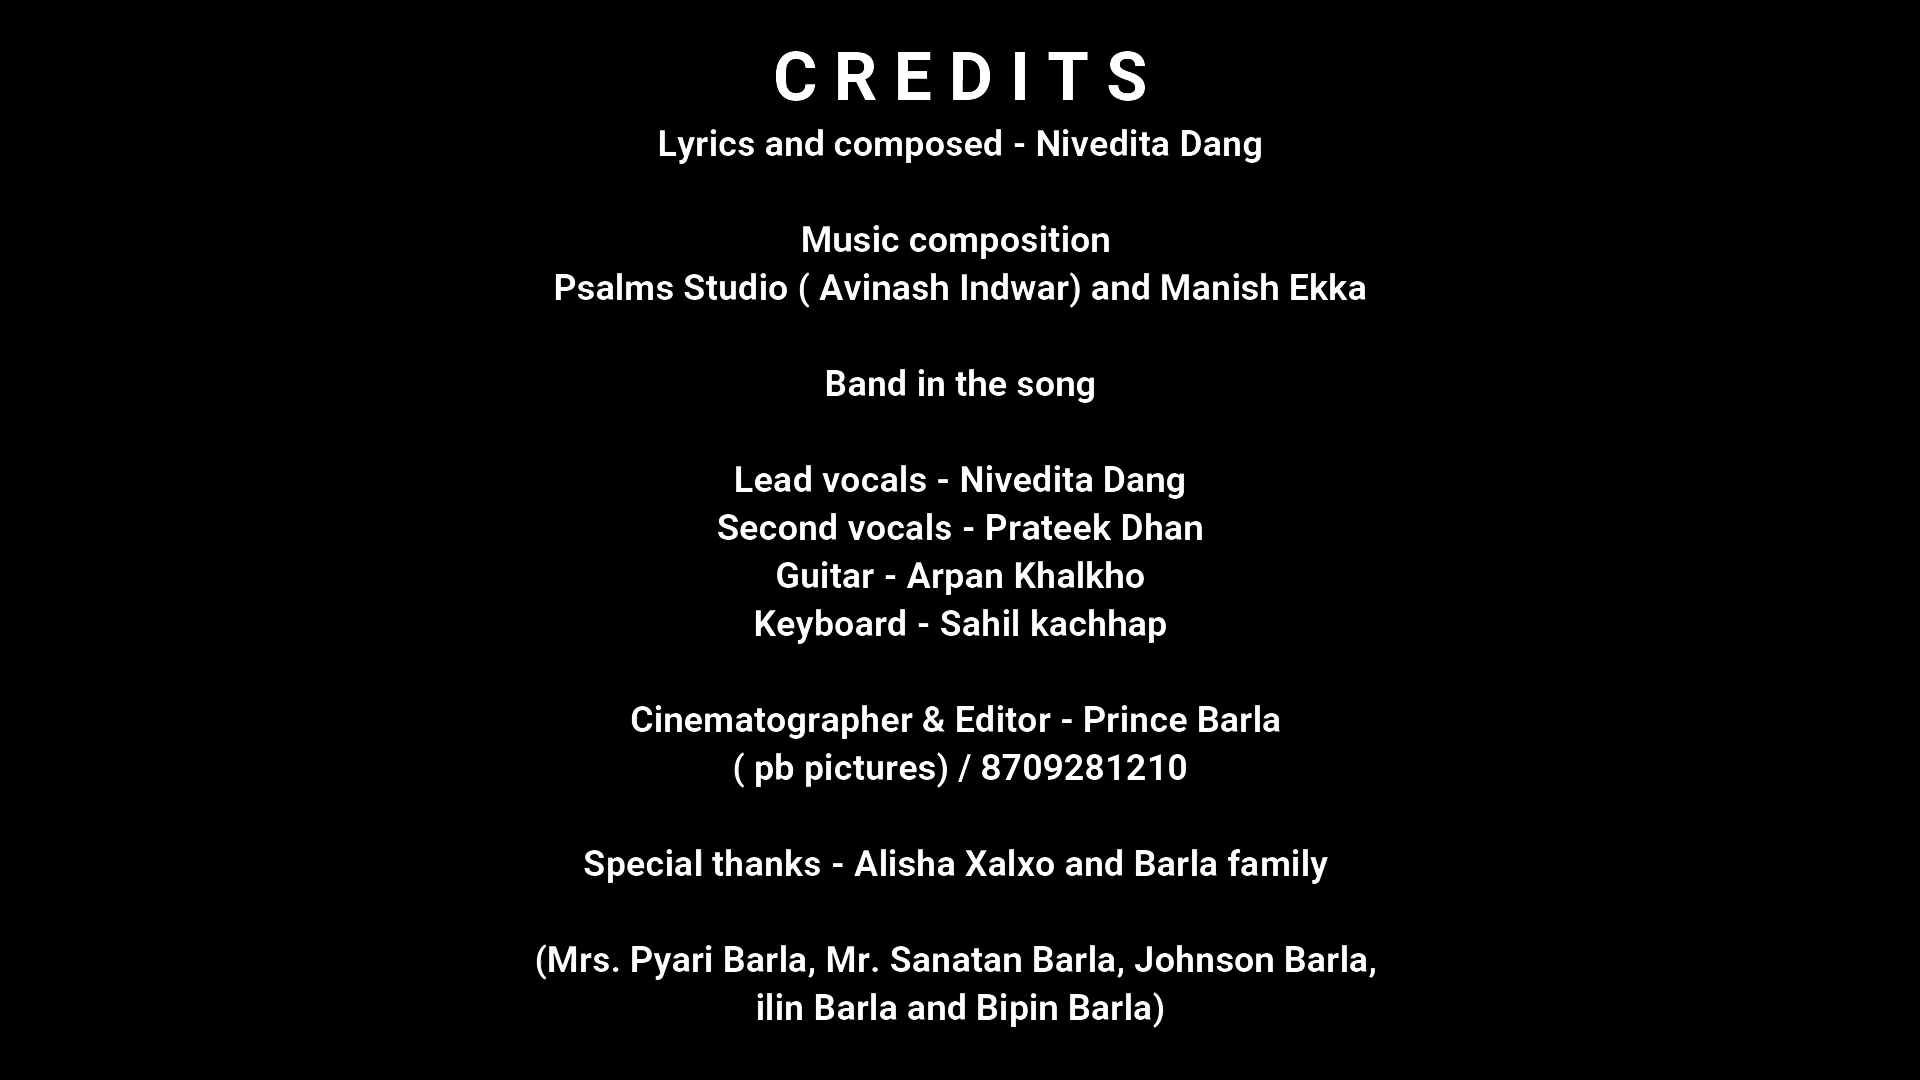 CREDITS
Lyrics and composed - Nivedita Dang
Music composition
Psalms Studio ( Avinash Indwar) and Manish Ekka
Band in the song
Lead vocals - Nivedita Dang
Second vocals - Prateek Dhan
Guitar - Arpan Khalkho
Keyboard - Sahil kachhap
Cinematographer & Editor - Prince Barla
( pb pictures) / 8709281210
Special thanks - Alisha Xalxo and Barla family
(Mrs. Pyari Barla, Mr. Sanatan Barla, Johnson Barla,
ilin Barla and Bipin Barla)